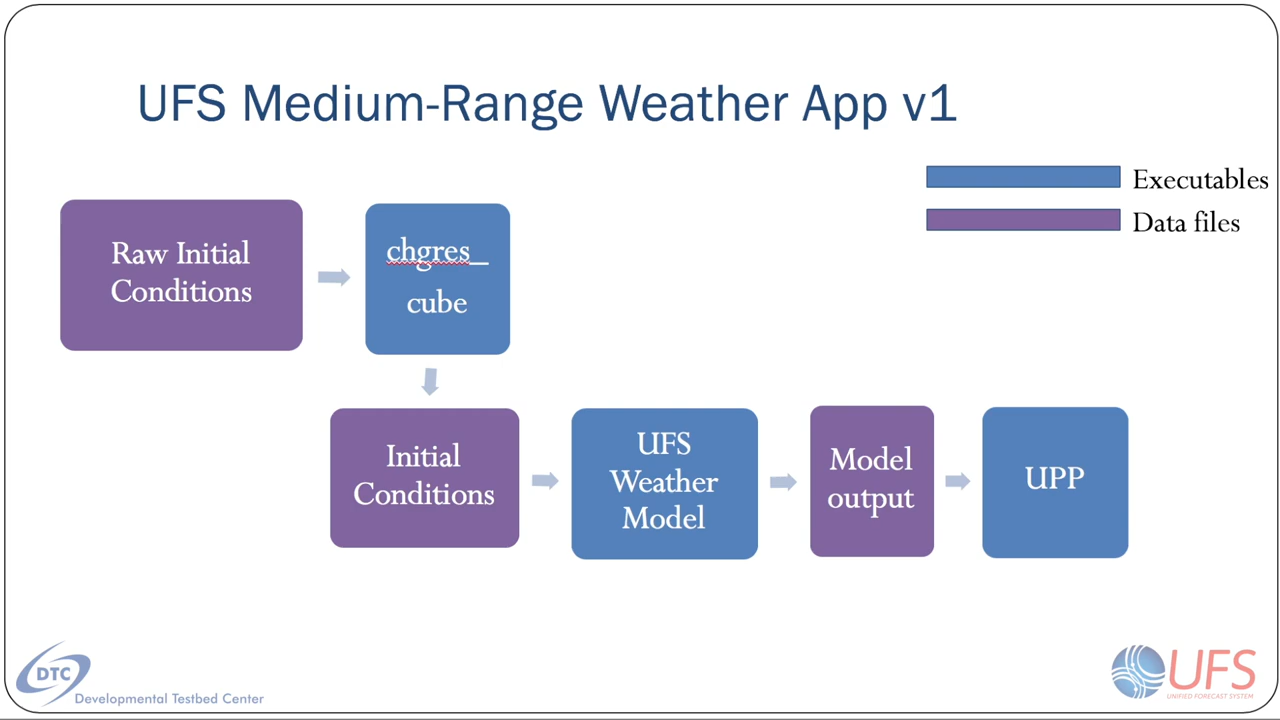 UFS Medium-Range Weather App v1
Executables
Data files
Raw Initial
Conditions
chgres_
cube
Initial
Conditions
UFS
Weather
Model
Model
output
UPP
DTC
Developmental Testbed Center
UFS
UNIFIED FORECAST SYSTEM